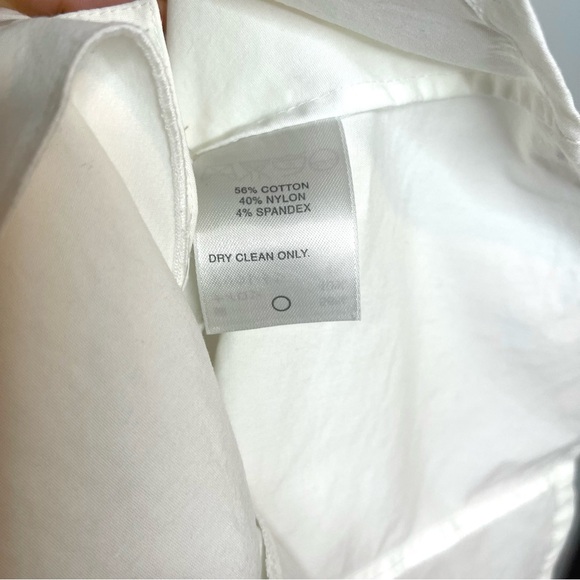 56% COTTON
40% NYLON
4% SPANDEX
DRY CLEAN ONLY.